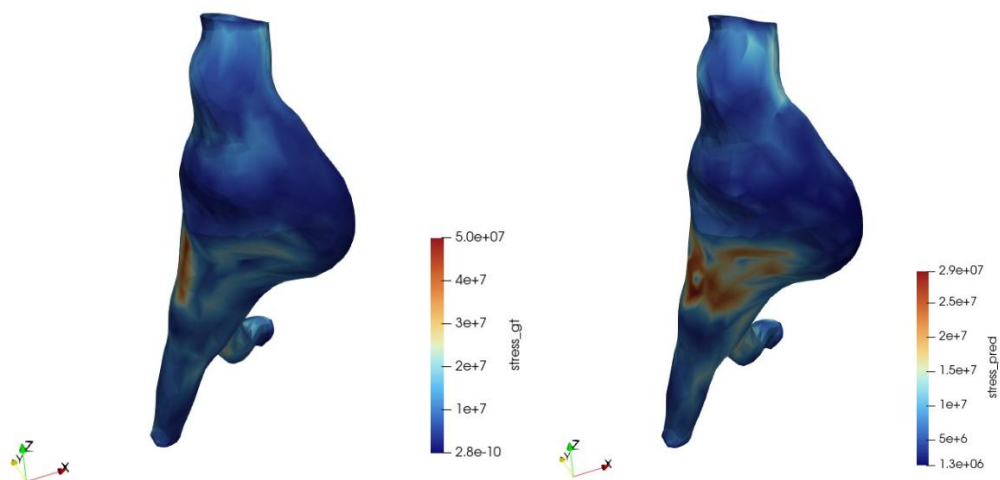 5.0e+07
4e+7
3e+7
2e+7
1e+7
2.8e-10
stress_gt
Z
Y
X
2.9e+07
2.5e+7
2e+7
1.5e+7
1e+7
5e+6
1.3e+06
stress_pred
Z
Y
X